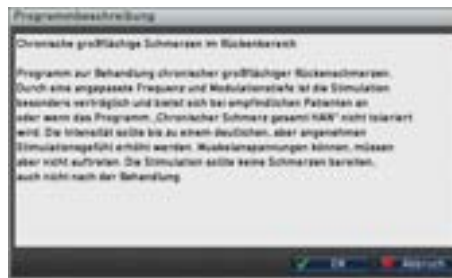 Programmbeschreibung
Chronische großflächige Schmerzen im Rückenbereich
Programm zur Behandlung chronischer großflächiger Rückenschmerzen.
Durch eine angepasste Frequenz und Modulationstiefe ist die Stimulation
besonders verträglich und bietet sich bei empfindlichen Patienten an
oder wenn das Programm „Chronischer Schmerz gesamt HAN" nicht toleriert
wird. Die Intensität sollte bis zu einem deutlichen, aber angenehmen
Stimulationsgefühl erhöht werden. Muskelanspannungen können, müssen
aber nicht auftreten. Die Stimulation sollte keine Schmerzen bereiten,
auch nicht nach der Behandlung.
OK Abbruch